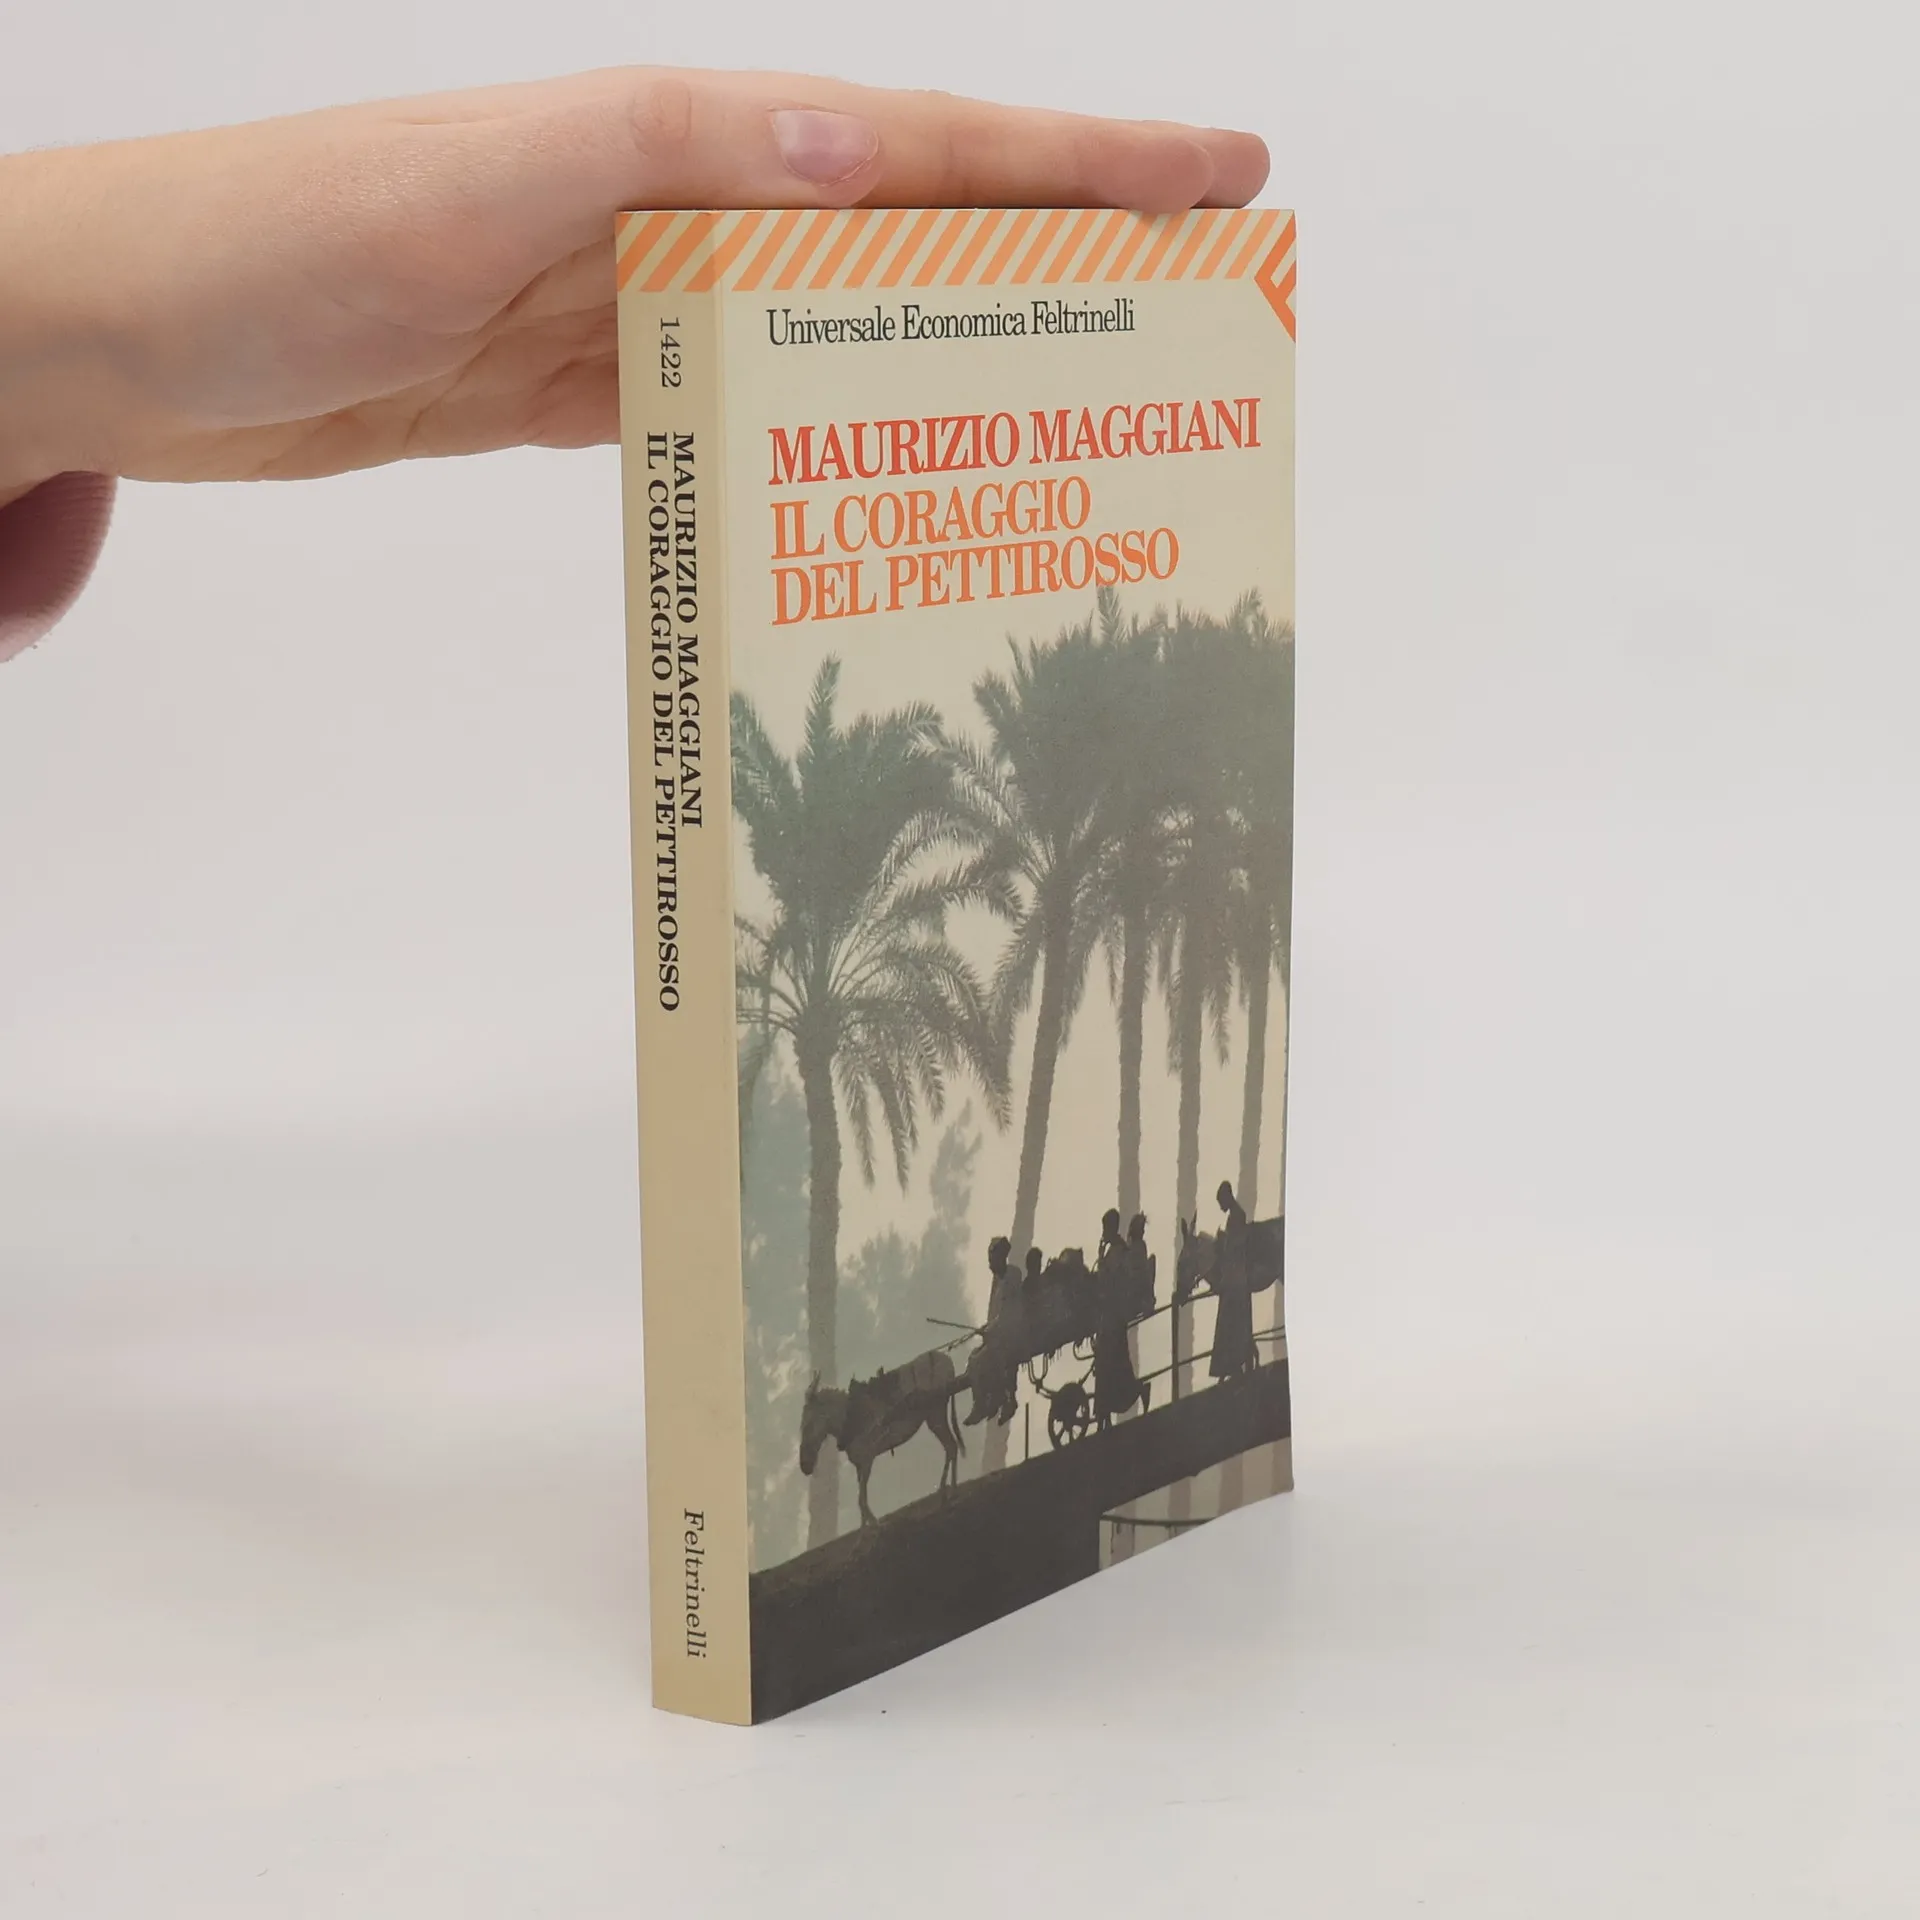 Universale Economica Feltrinelli
MAURIZIO MAGGIANI
IL CORAGGIO
DEL PETTIROSSO
1422
MAURIZIO MAGGIANI
IL CORAGGIO DEL PETTIROSSO
Feltrinelli